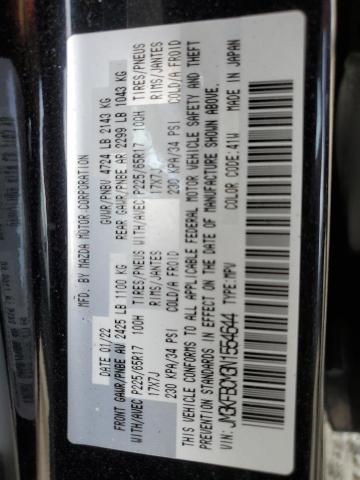 MFD. BY MAZDA MOTOR CORPORATION
DATE 01/22
GVWR/PNBV 4724 LB 2143 KG
FRONT GAWR/PNBE AV 2425 LB 1100 KG
REAR GAWR/PNBE AR 2299 LB 1043 KG
TIRES/PNEUS
TIRES/PNEUS
WITH/AVEC P225/65R17 100H
RIMS/JANTES
WITH/AVEC P225/65R17 100H
RIMS/JANTES
17X7J
COLD/A FROID
17X7J
COLD/A FROID
230 KPA/34 PSI
230 KPA/34 PSI
THIS VEHICLE CONFORMS TO ALL APPLICABLE FEDERAL MOTOR VEHICLE SAFETY AND THEFT
PREVENTION STANDARDS IN EFFECT ON THE DATE OF MANUFACTURE SHOWN ABOVE.
VIN: JM3KFBCM3N1554644
TYPE: MPV
COLOR CODE: 41W
MADE IN JAPAN